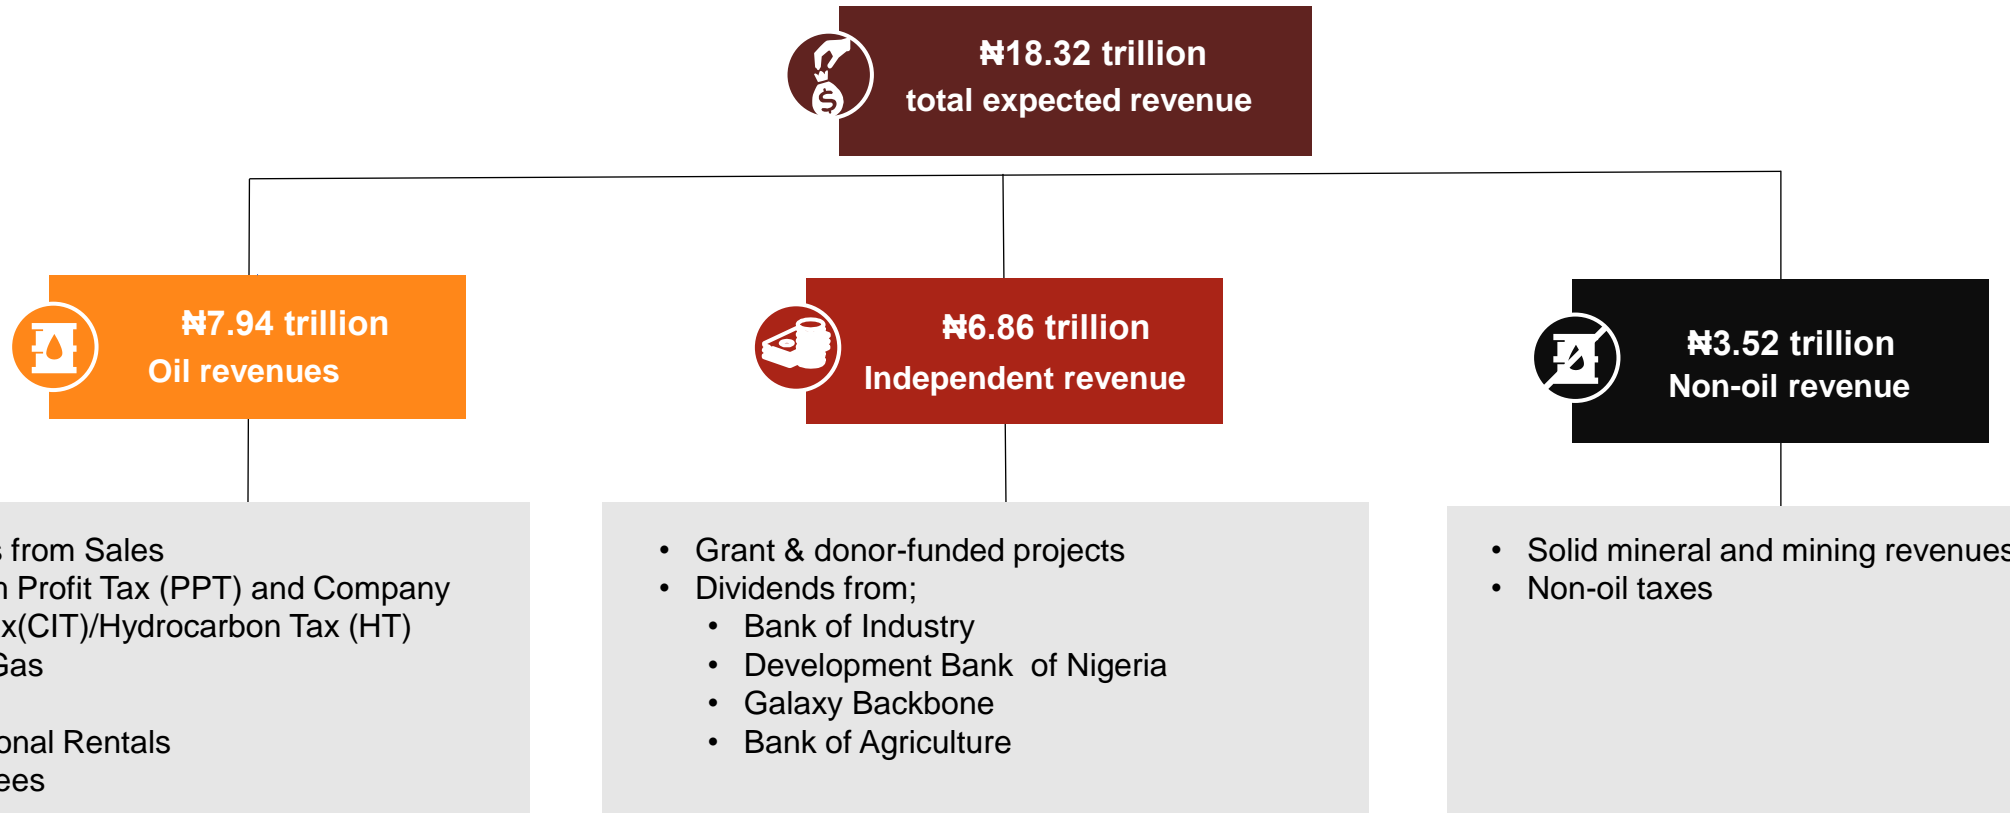 ₦18.32 trillion
total expected revenue
₦7.94 trillion
Oil revenues
₦6.86 trillion
Independent revenue
₦3.52 trillion
Non-oil revenue
from Sales
Profit Tax (PPT) and Company
x(CIT)/Hydrocarbon Tax (HT)
Gas
onal Rentals
ees
• Grant & donor-funded projects
• Dividends from;
• Bank of Industry
• Development Bank of Nigeria
• Galaxy Backbone
• Bank of Agriculture
• Solid mineral and mining revenues
• Non-oil taxes